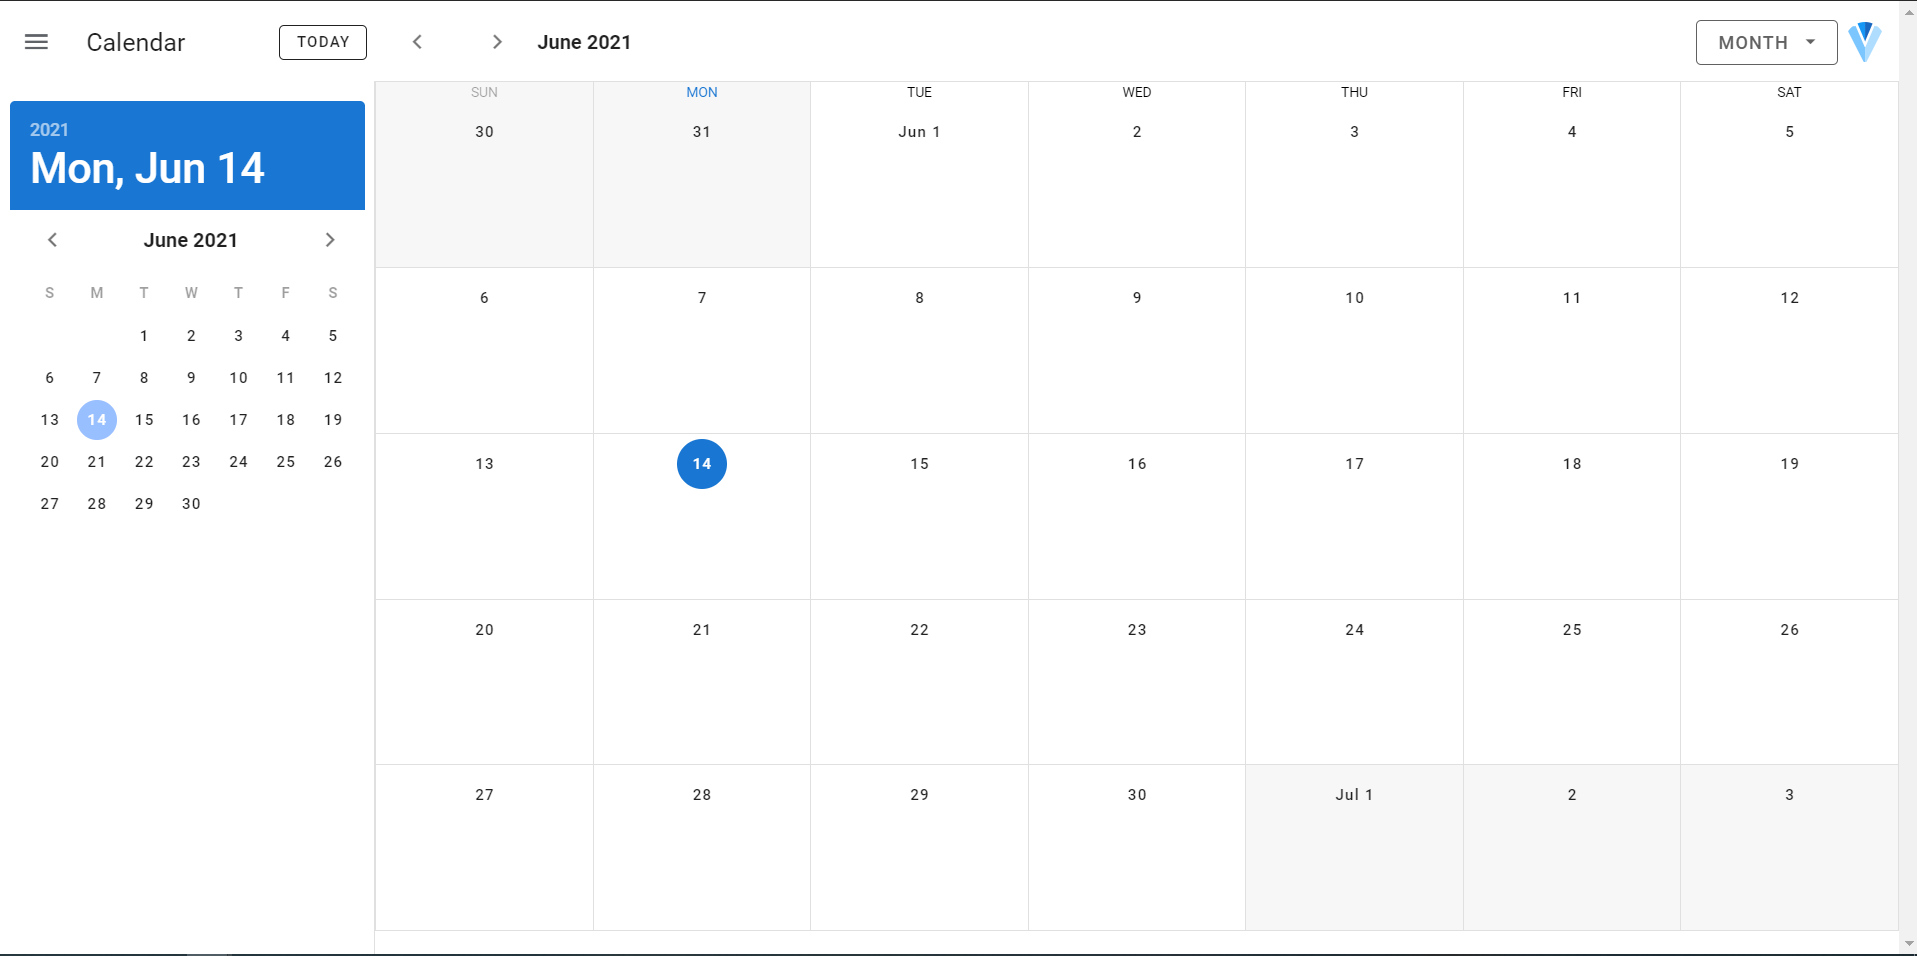 Calendar TODAY June 2021 MONTH
2021
Mon, Jun 14
June 2021
S M T W T F S
1 2 3 4 5
6 7 8 9 10 11 12
13 14 15 16 17 18 19
20 21 22 23 24 25 26
27 28 29 30
SUN MON TUE WED THU FRI SAT
30 31 Jun 1 2 3 4 5
6 7 8 9 10 11 12
13 14 15 16 17 18 19
20 21 22 23 24 25 26
27 28 29 30 Jul 1 2 3